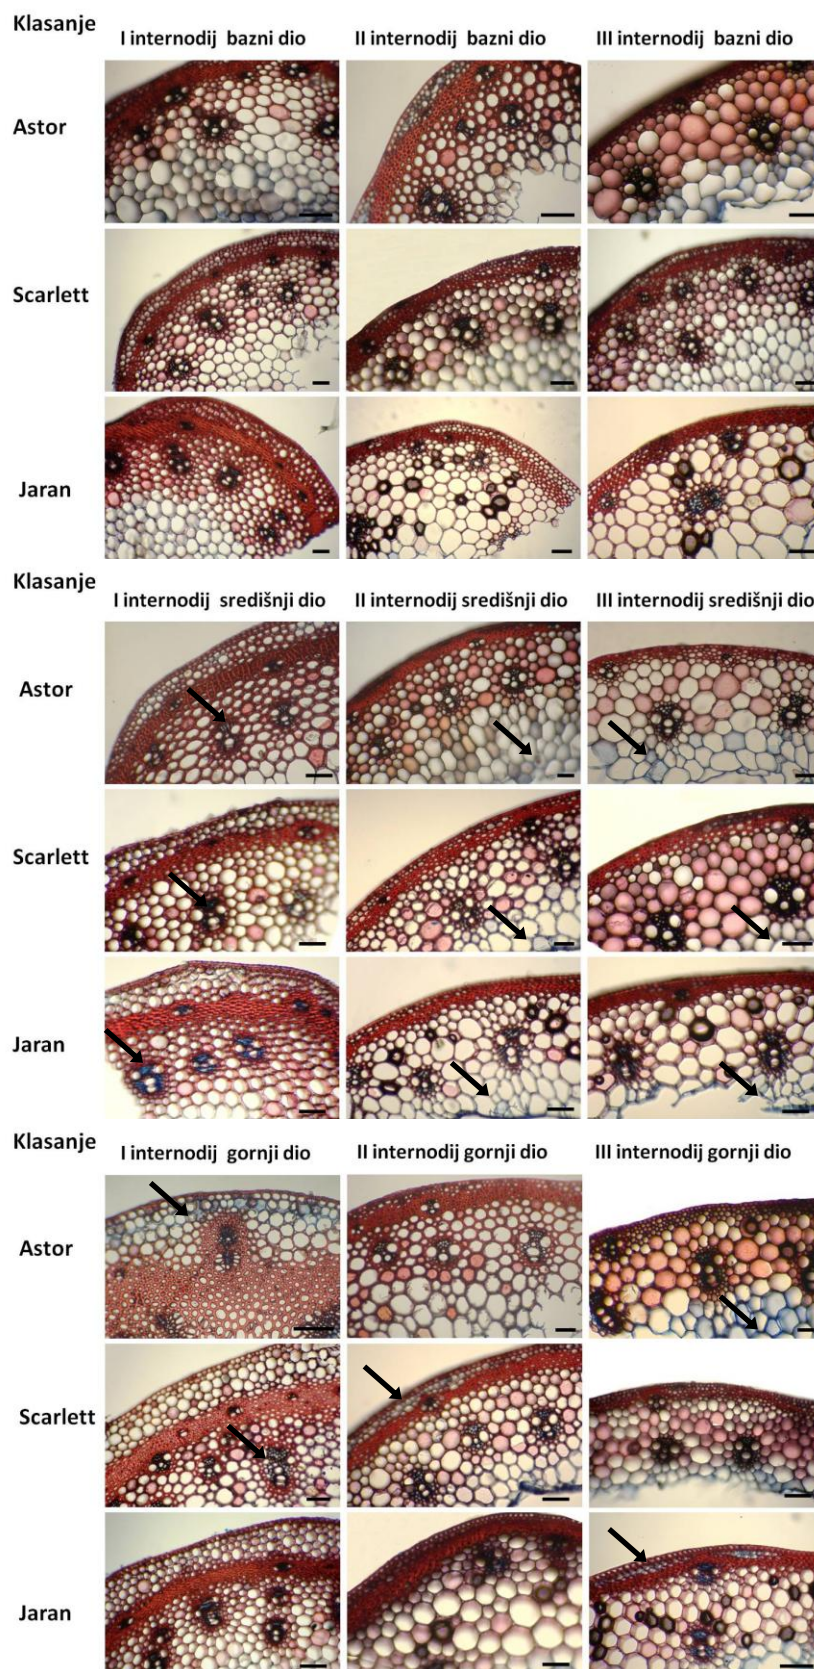 Klasanje
I internodij bazni dio II internodij bazni dio III internodij bazni dio
Astor
Scarlett
Jaran
Klasanje
I internodij središnji dio II internodij središnji dio III internodij središnji dio
Astor
Scarlett
Jaran
Klasanje
I internodij gornji dio II internodij gornji dio III internodij gornji dio
Astor
Scarlett
Jaran